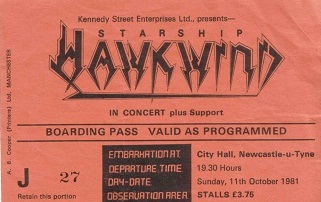 Kennedy Street Enterprises Ltd., presents—
STARSHIP
HAWKWIND
IN CONCERT plus Support
BOARDING PASS VALID AS PROGRAMMED
EMBARKATION AT City Hall, Newcastle-u-Tyne
DEPARTURE TIME 19.30 Hours
DAY-DATE Sunday, 11th October 1981
OBSERVATION AREA STALLS £3.75
J 27
Retain this portion
A. B. Cooper (Printers) Ltd, MANCHESTER